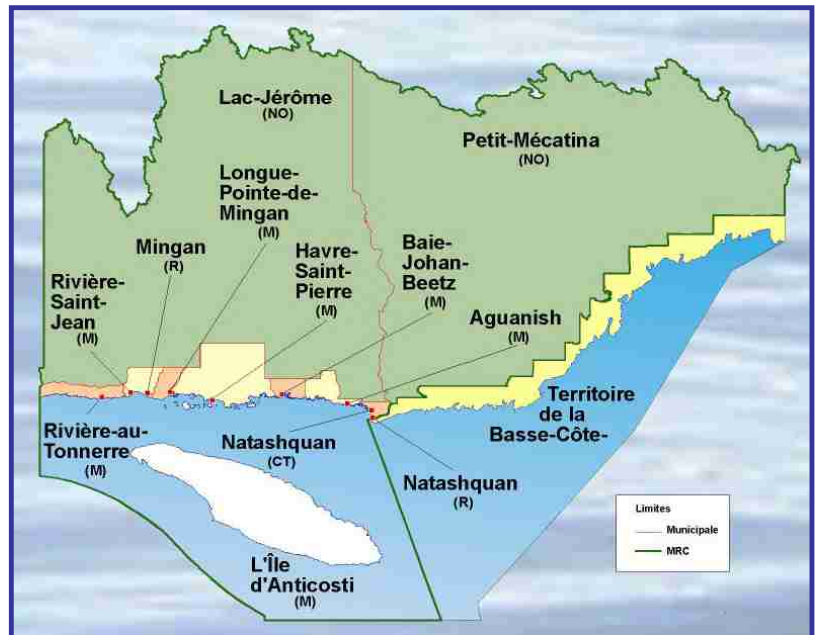 Lac-Jérôme
(NO)
Petit-Mécatina
(NO)
Longue-
Pointe-de-
Mingan
(M)
Mingan
(R)
Havre-
Saint-
Pierre
(M)
Baie-
Johan-
Beetz
(M)
Rivière-
Saint-
Jean
(M)
Aguanish
(M)
Territoire
de la
Basse-Côte-
Rivière-au-
Tonnerre
(M)
Natashquan
(CT)
Natashquan
(R)
L'Île
d'Anticosti
(M)
Limites
Municipale
MRC